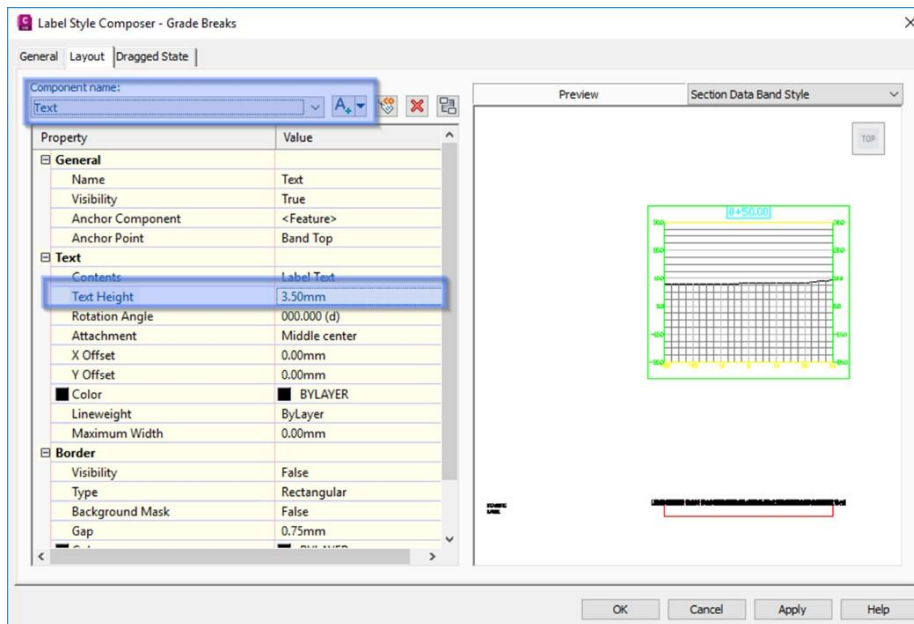 Label Style Composer - Grade Breaks
General Layout Dragged State
Component name:
Text
Property Value
General
Name Text
Visibility True
Anchor Component <Feature>
Anchor Point Band Top
Text
Contents Label Text
Text Height 3.50mm
Rotation Angle 000.000 (d)
Attachment Middle center
X Offset 0.00mm
Y Offset 0.00mm
Color BYLAYER
Lineweight ByLayer
Maximum Width 0.00mm
Border
Visibility False
Type Rectangular
Background Mask False
Gap 0.75mm
Preview Section Data Band Style
TOP
0+50.00
OK Cancel Apply Help